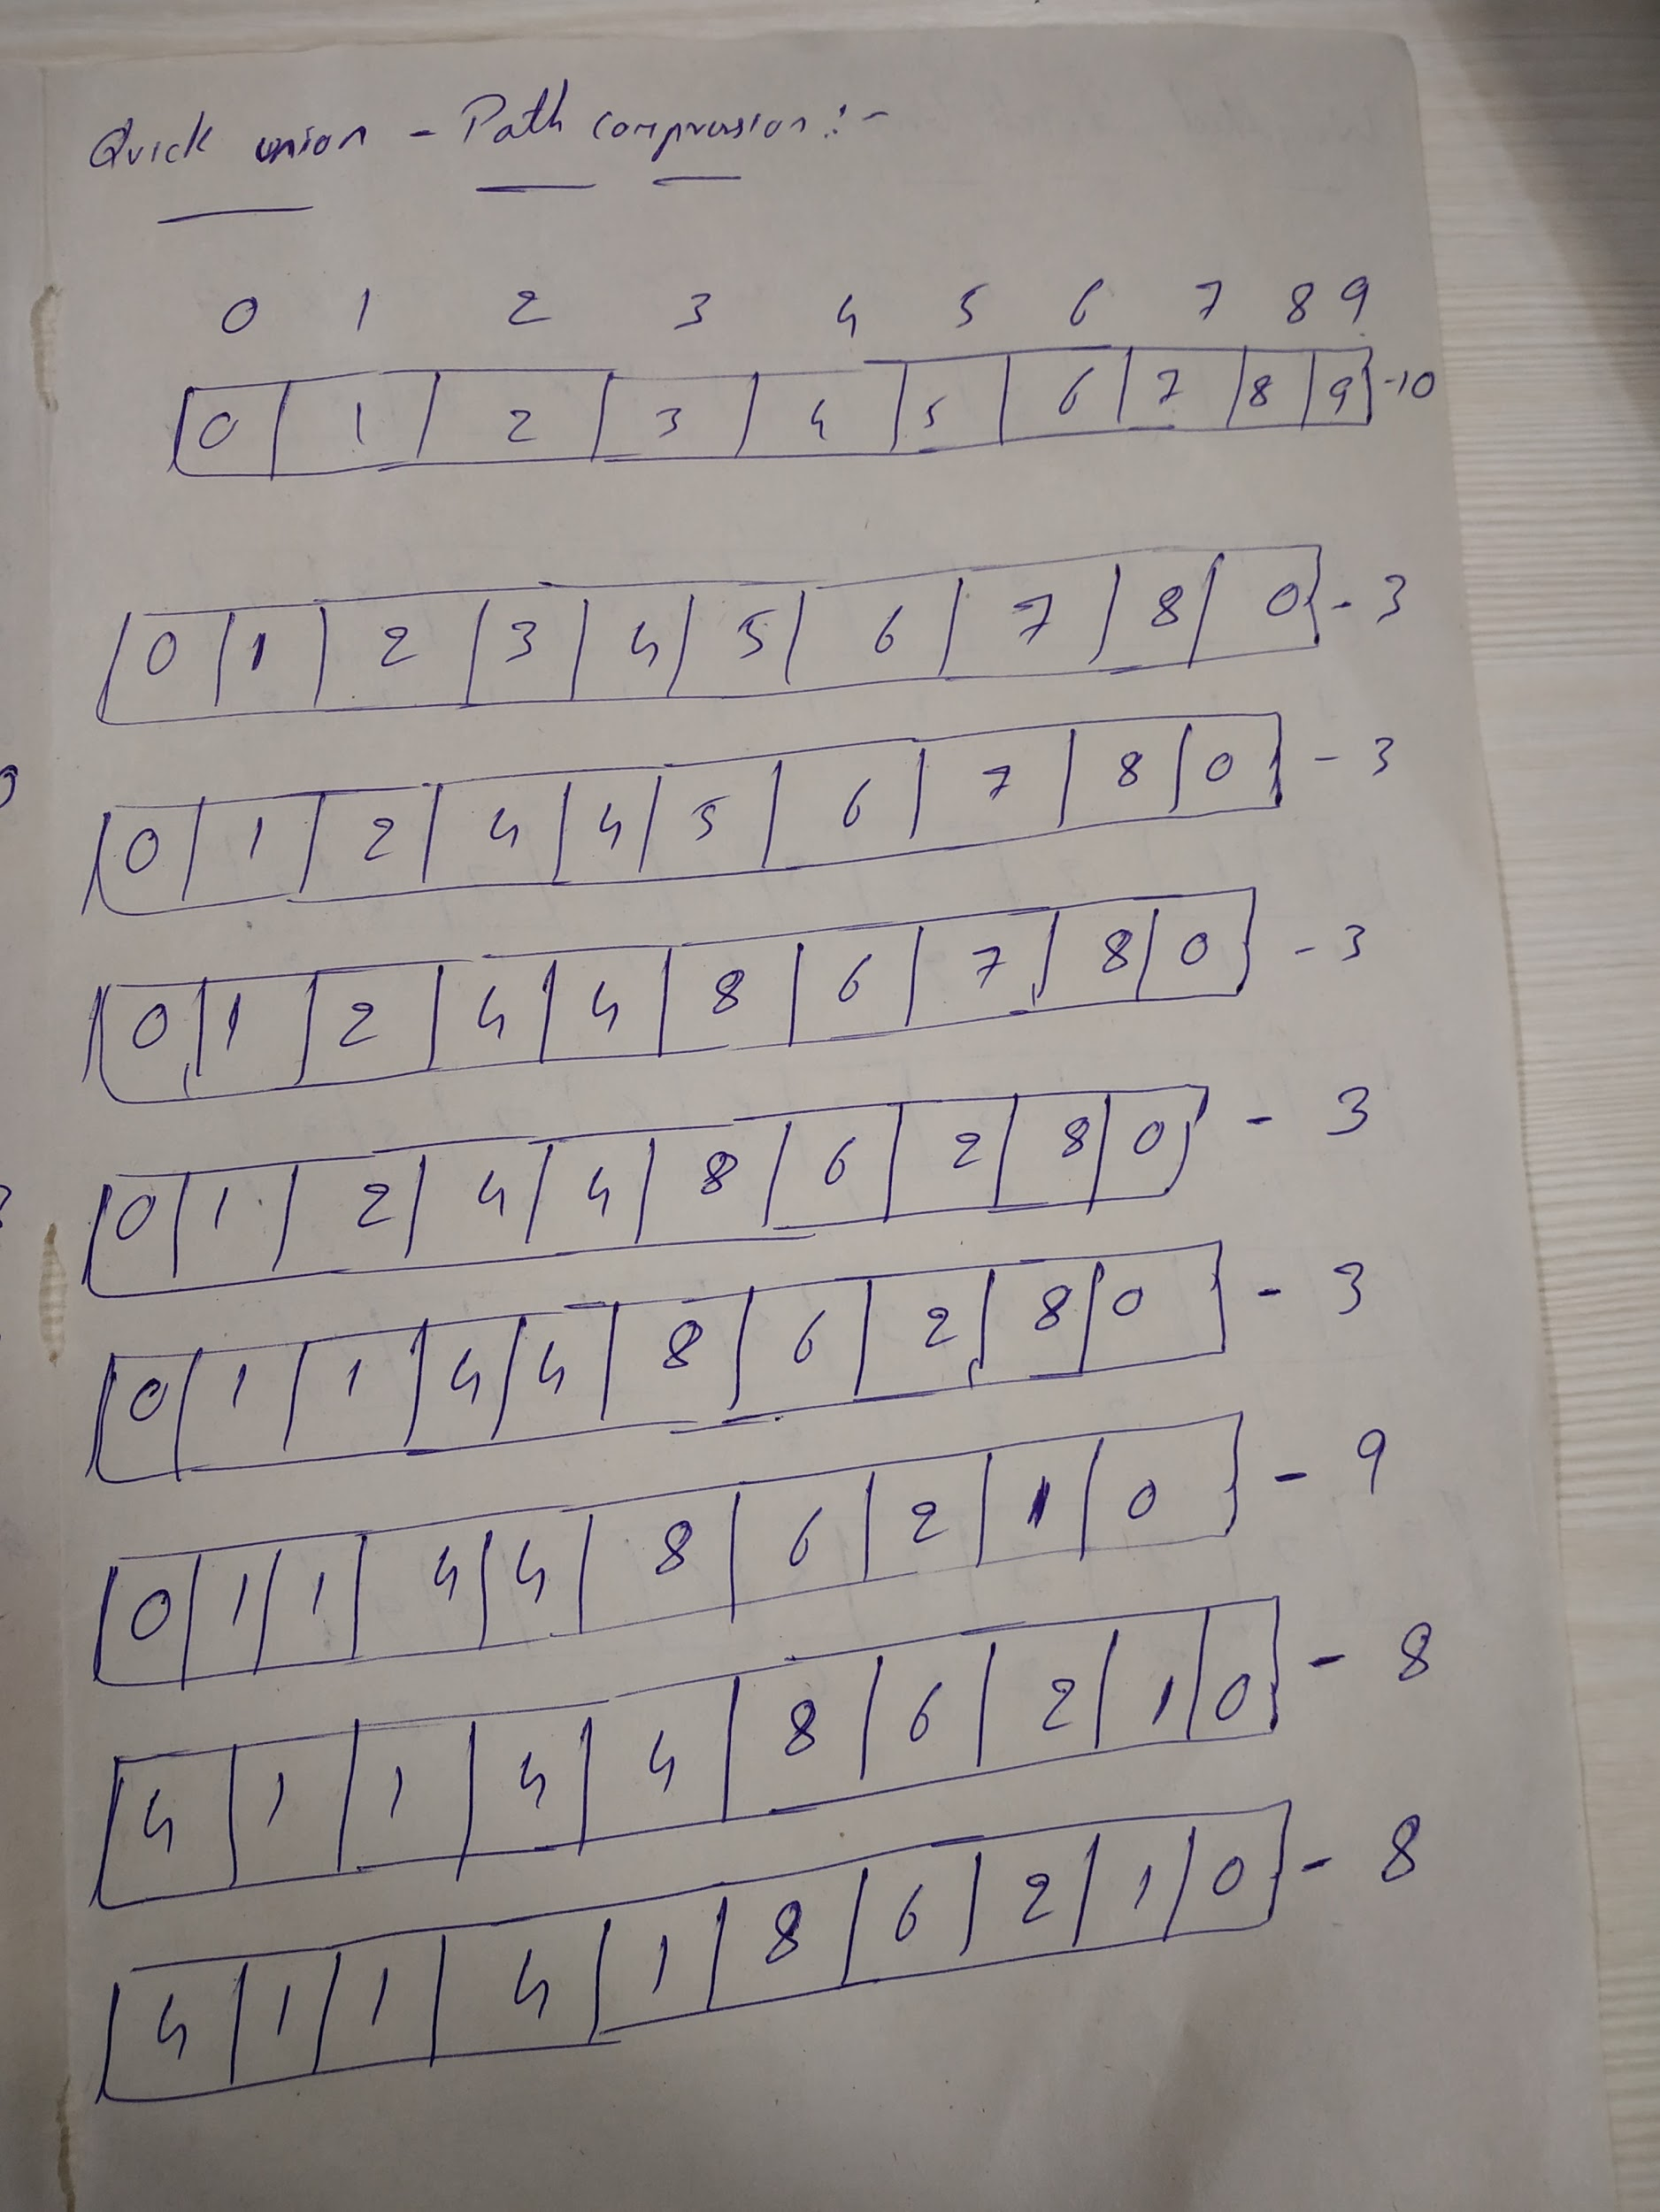 Quick union - Path compression :-
0 1 2 3 4 5 6 7 8 9
0 1 2 3 4 5 6 7 8 9 -10
0 1 2 3 4 5 6 7 8 0 - 3
0 1 2 4 4 5 6 7 8 0 - 3
0 1 2 4 4 8 6 7 8 0 - 3
0 1 2 4 4 8 6 2 8 0 - 3
0 1 1 4 4 8 6 2 8 0 - 3
0 1 1 4 4 8 6 2 1 0 - 9
4 1 1 4 4 8 6 2 1 0 - 8
4 1 1 4 1 8 6 2 1 0 - 8